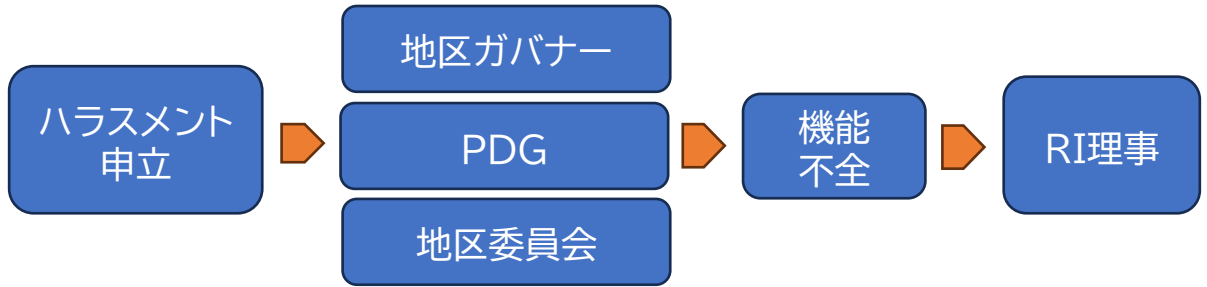 ハラスメント
申立
地区ガバナー
PDG
地区委員会
機能
不全
RI理事